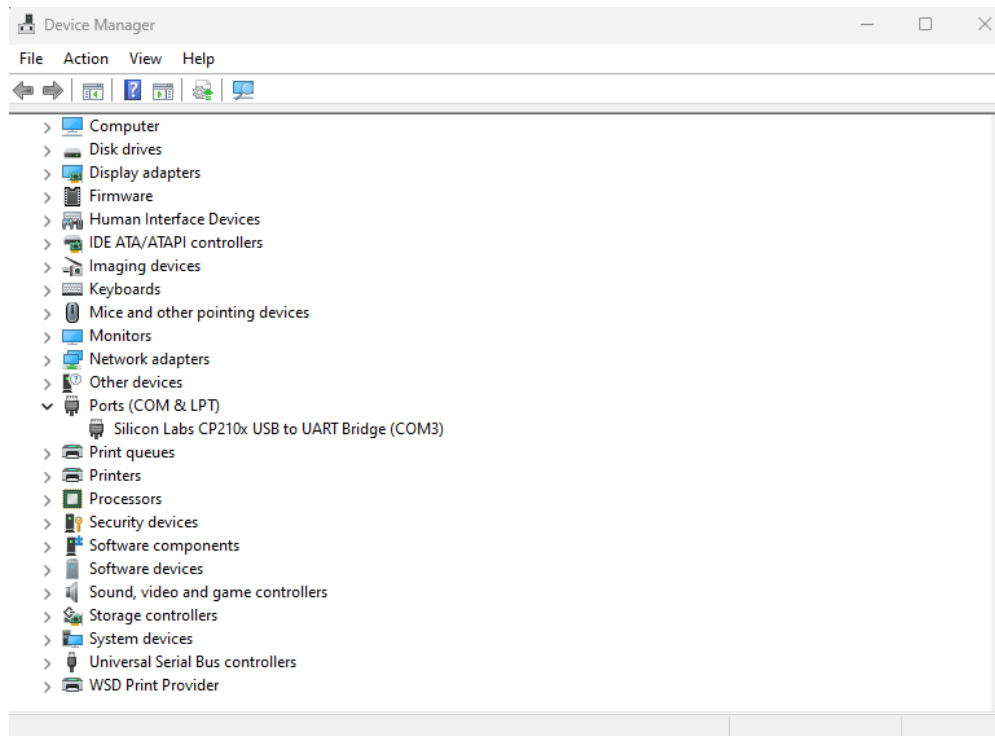 Device Manager
File Action View Help
Computer
Disk drives
Display adapters
Firmware
Human Interface Devices
IDE ATA/ATAPI controllers
Imaging devices
Keyboards
Mice and other pointing devices
Monitors
Network adapters
Other devices
Ports (COM & LPT)
Silicon Labs CP210x USB to UART Bridge (COM3)
Print queues
Printers
Processors
Security devices
Software components
Software devices
Sound, video and game controllers
Storage controllers
System devices
Universal Serial Bus controllers
WSD Print Provider